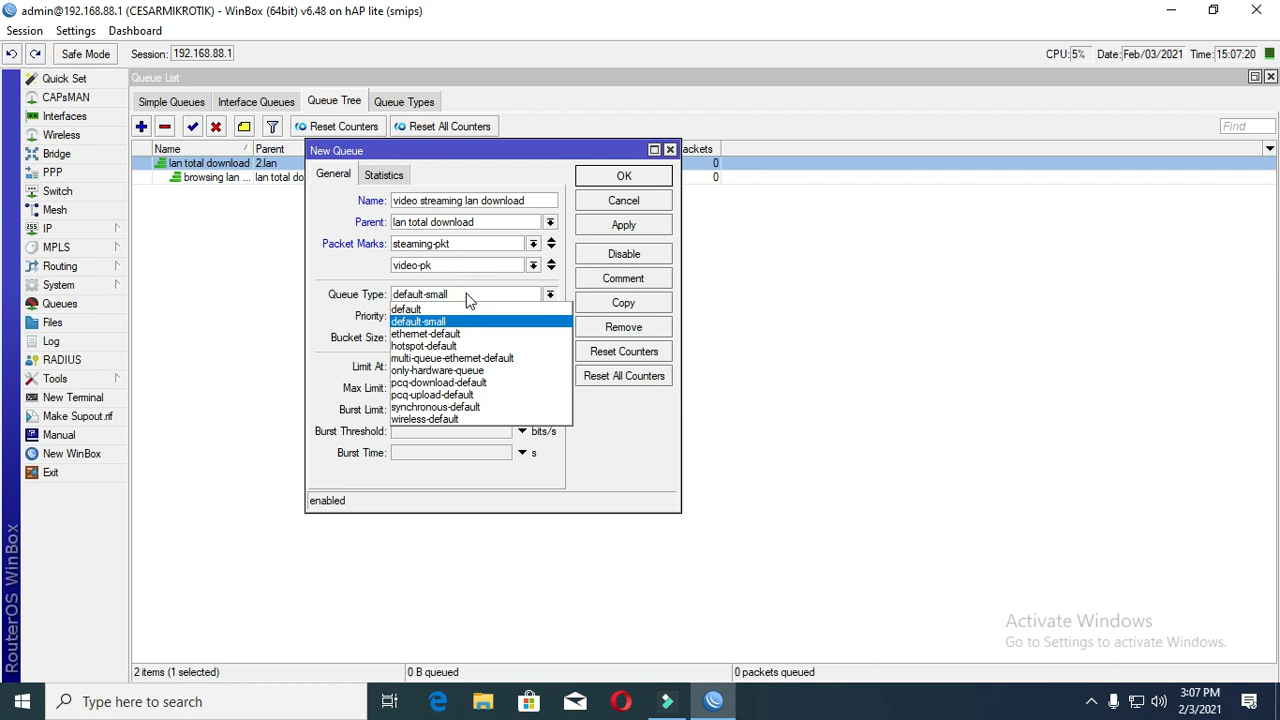 admin@192.168.88.1 (CESARMIKROTIK) - WinBox (64bit) v6.48 on hAP lite (smips)
Session Settings Dashboard
Safe Mode Session: 192.168.88.1 CPU: 5% Date: Feb/03/2021 Time: 15:07:20
Quick Set
CAPsMAN
Interfaces
Wireless
Bridge
PPP
Switch
Mesh
IP
MPLS
Routing
System
Queues
Files
Log
RADIUS
Tools
New Terminal
Make Supout.rif
Manual
New WinBox
Exit
RouterOS WinBox
Queue List
Simple Queues Interface Queues Queue Tree Queue Types
Reset Counters Reset All Counters Find
Name / Parent ackets
lan total download 2.lan 0
browsing lan ... lan total do 0
New Queue
General Statistics
Name: video streaming lan download
Parent: lan total download
Packet Marks: steaming-pkt
video-pk
Queue Type: default-small
default
default-small
ethernet-default
hotspot-default
multi-queue-ethernet-default
only-hardware-queue
pcq-download-default
pcq-upload-default
synchronous-default
wireless-default
Priority:
Bucket Size:
Limit At:
Max Limit:
Burst Limit:
Burst Threshold: bits/s
Burst Time: s
enabled
OK
Cancel
Apply
Disable
Comment
Copy
Remove
Reset Counters
Reset All Counters
Activate Windows
Go to Settings to activate Windows.
2 items (1 selected) 0 B queued 0 packets queued
Type here to search
3:07 PM
2/3/2021